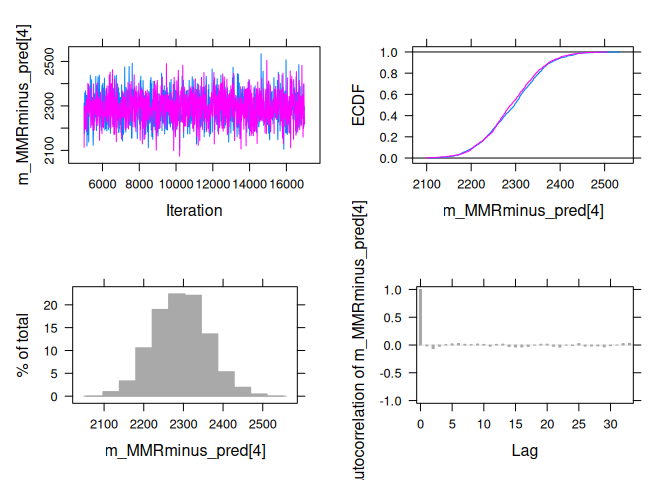 m_MMRminus_pred[4]
2500
2300
2100
6000 8000 10000 12000 14000 16000
Iteration
ECDF
1.0
0.8
0.6
0.4
0.2
0.0
2100 2200 2300 2400 2500
m_MMRminus_pred[4]
% of total
20
15
10
5
0
2100 2200 2300 2400 2500
m_MMRminus_pred[4]
utocorrelation of m_MMRminus_pred[4]
1.0
0.5
0.0
-0.5
-1.0
0 5 10 15 20 25 30
Lag